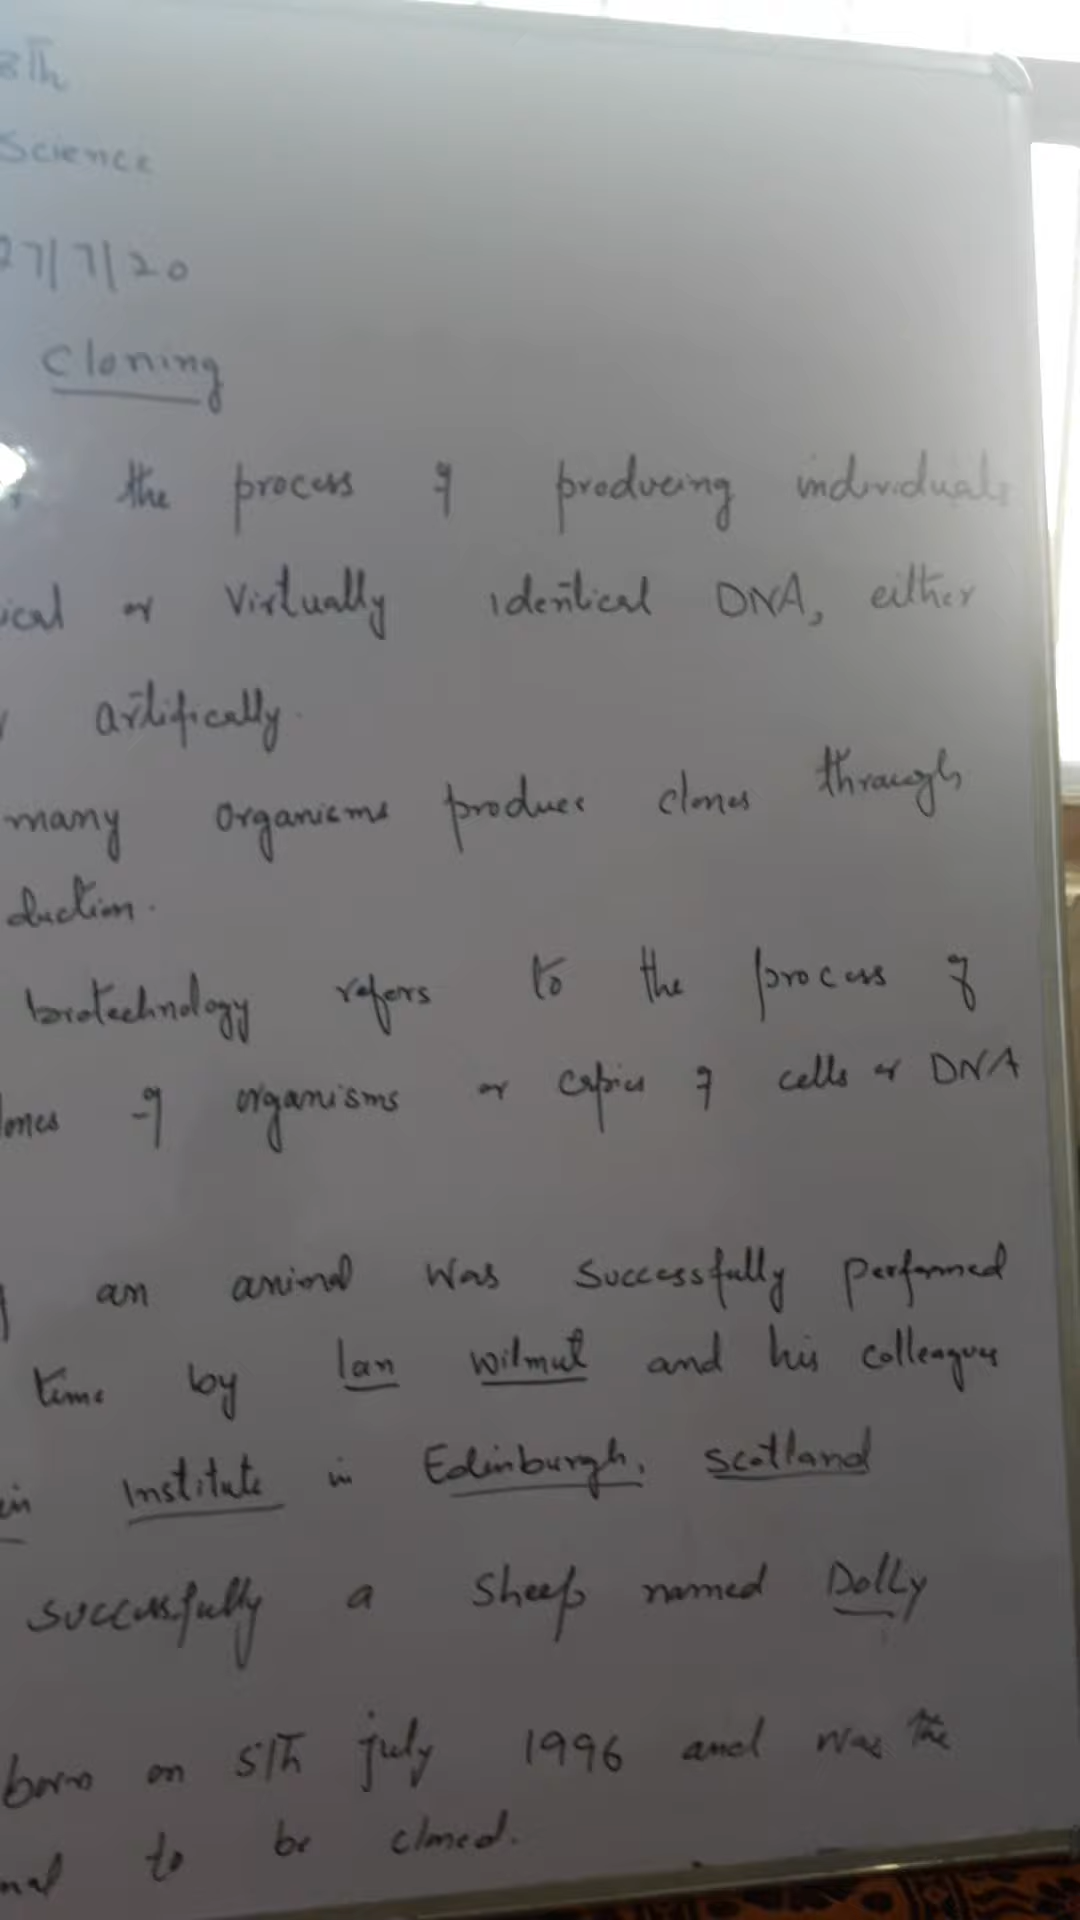 8Th
Science
27/7/20
Cloning
the process of producing individuals
ical or Virtually identical DNA, either
artifically.
many organisms produce clones through
duction.
biotechnology refers to the process of
lones of organisms or copies of cells or DNA
an animal was successfully performed
time by Ian Wilmut and his colleagues
in Institute in Edinburgh, Scotland
successfully a sheep named Dolly
born on 5Th july 1996 and was the
mal to be cloned.